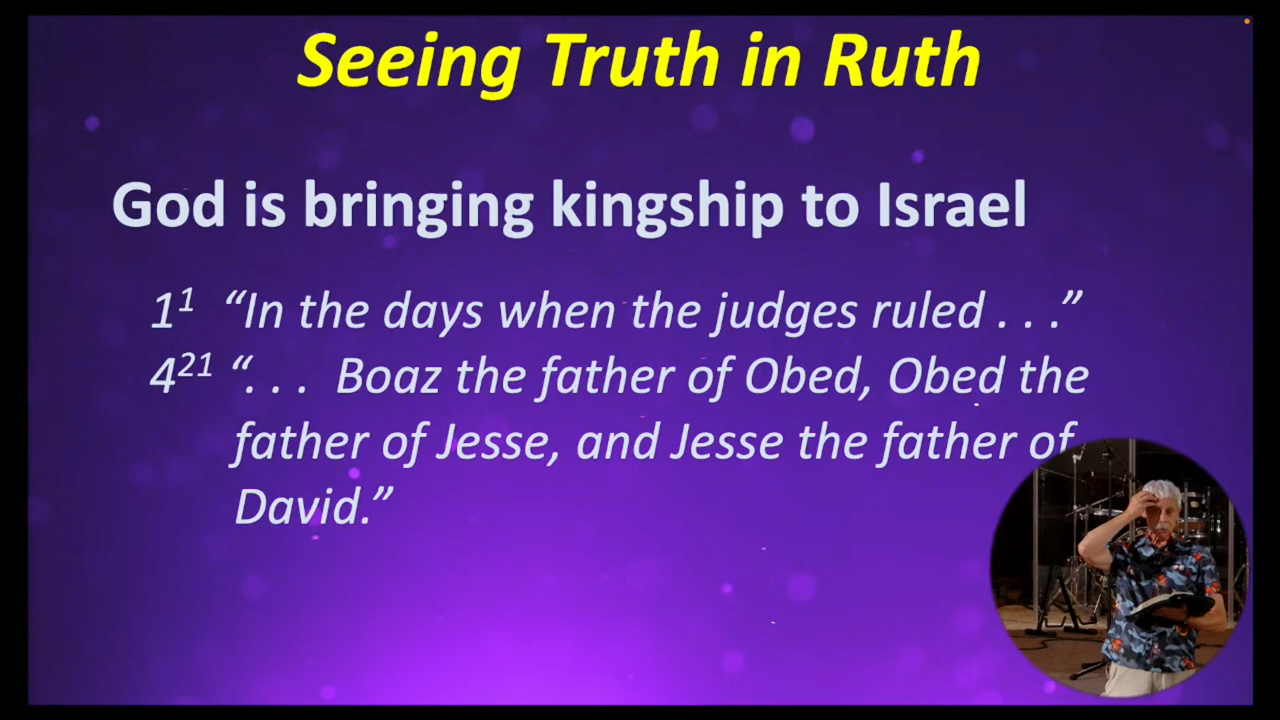 Seeing Truth in Ruth
God is bringing kingship to Israel
1¹ “In the days when the judges ruled . . .”
4²¹ “. . . Boaz the father of Obed, Obed the
father of Jesse, and Jesse the father of
David.”